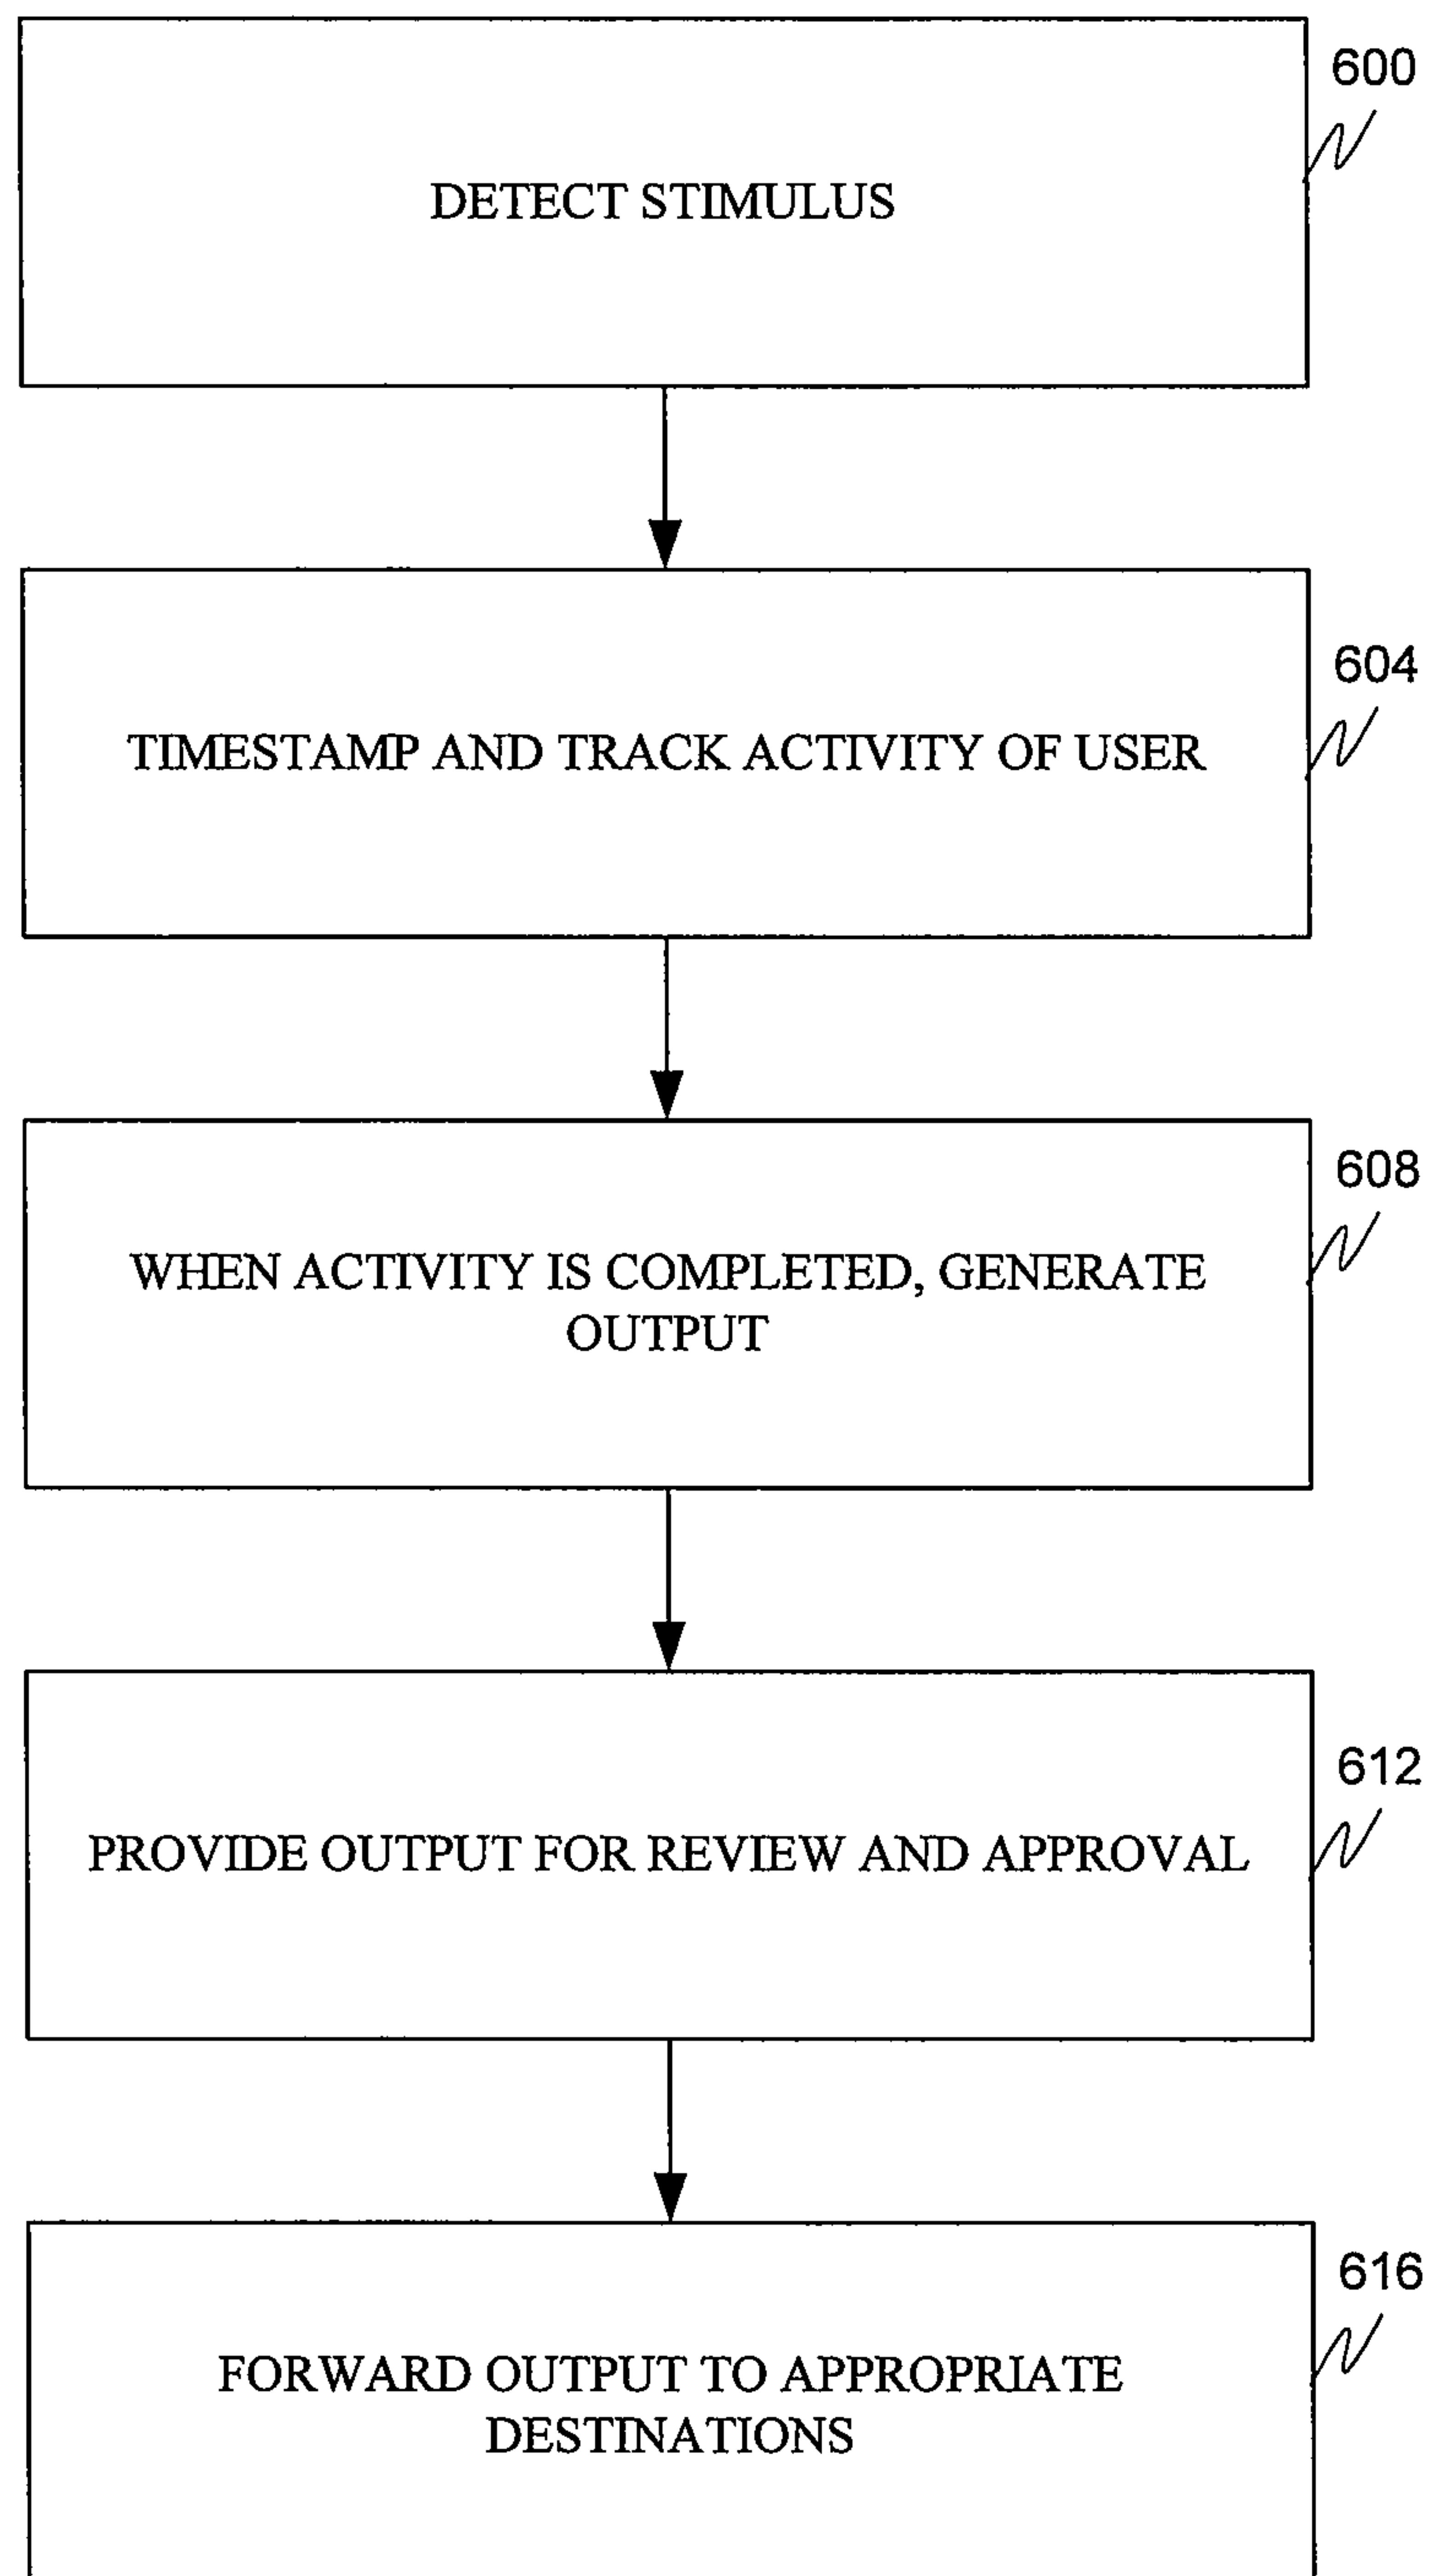 600
DETECT STIMULUS
604
TIMESTAMP AND TRACK ACTIVITY OF USER
608
WHEN ACTIVITY IS COMPLETED, GENERATE
OUTPUT
612
PROVIDE OUTPUT FOR REVIEW AND APPROVAL
616
FORWARD OUTPUT TO APPROPRIATE
DESTINATIONS